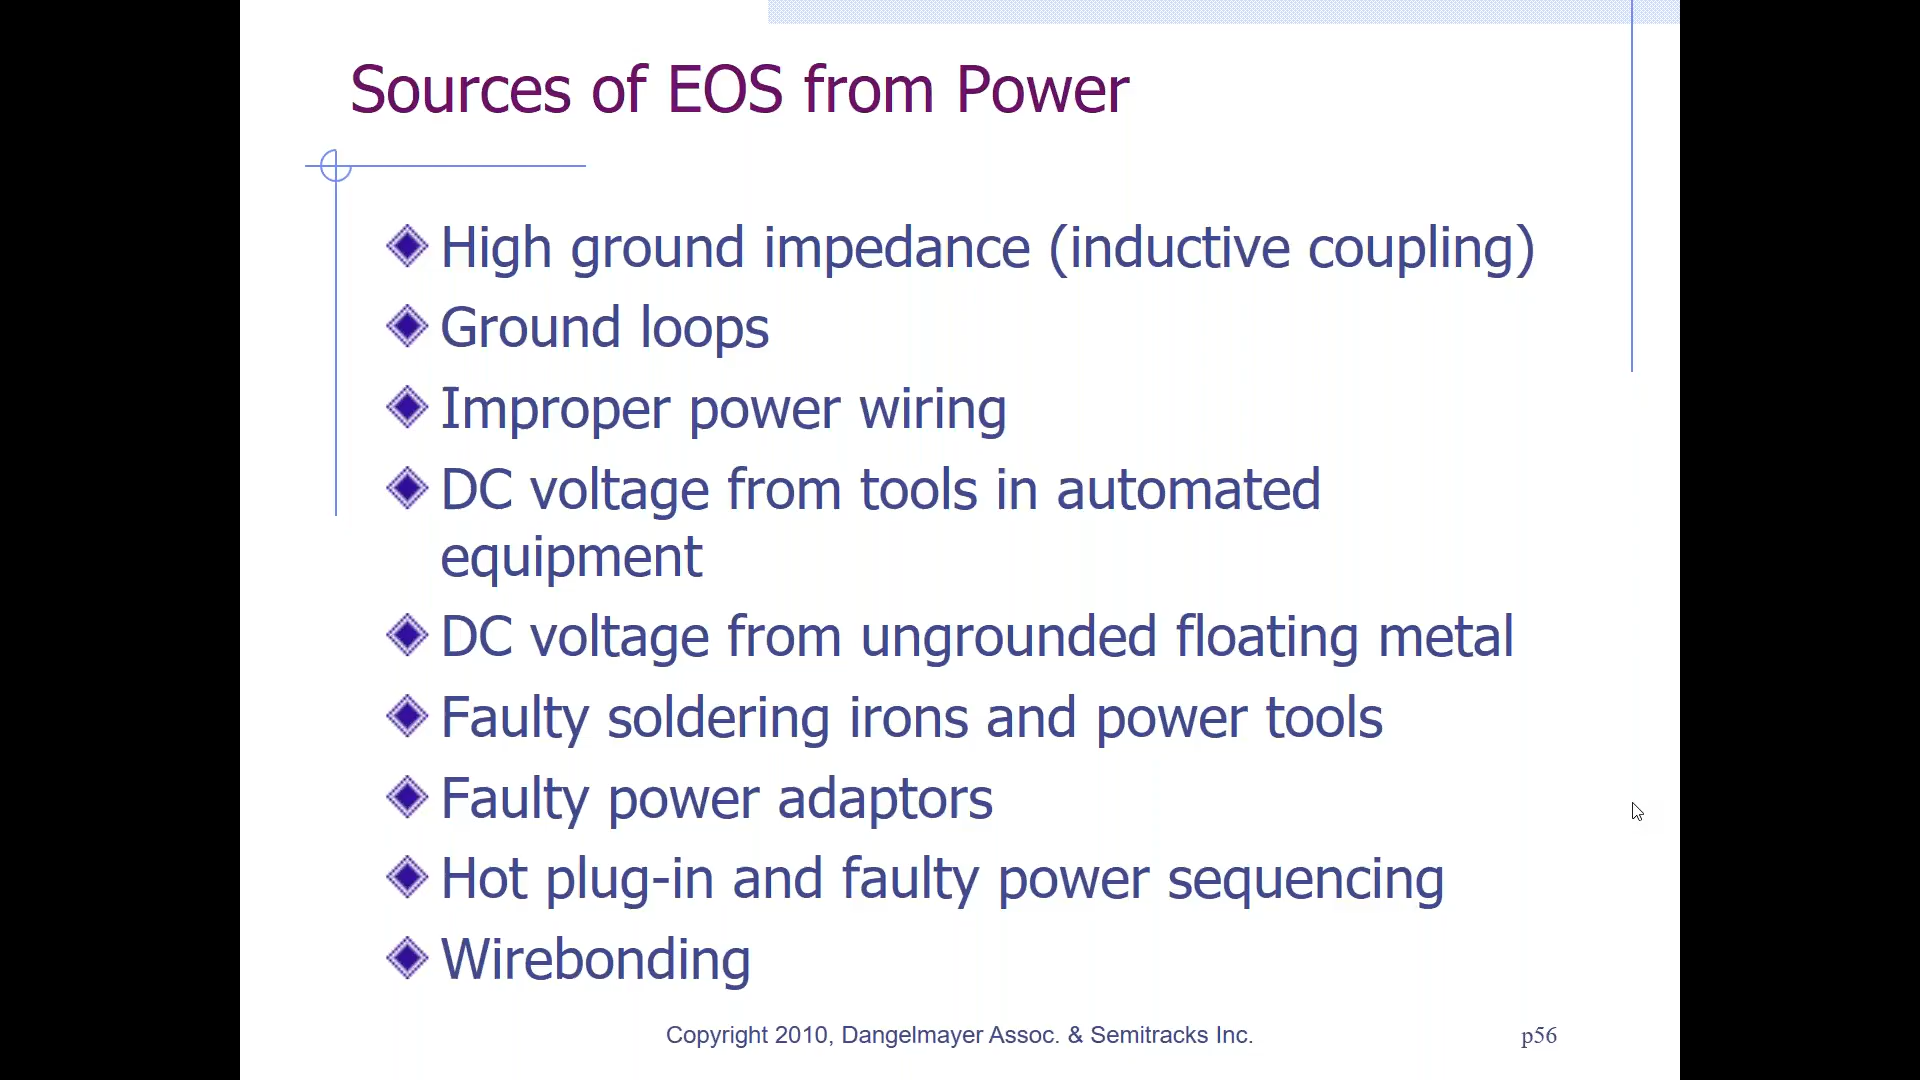 Sources of EOS from Power
High ground impedance (inductive coupling)
Ground loops
Improper power wiring
DC voltage from tools in automated
equipment
DC voltage from ungrounded floating metal
Faulty soldering irons and power tools
Faulty power adaptors
Hot plug-in and faulty power sequencing
Wirebonding
Copyright 2010, Dangelmayer Assoc. & Semitracks Inc.
p56